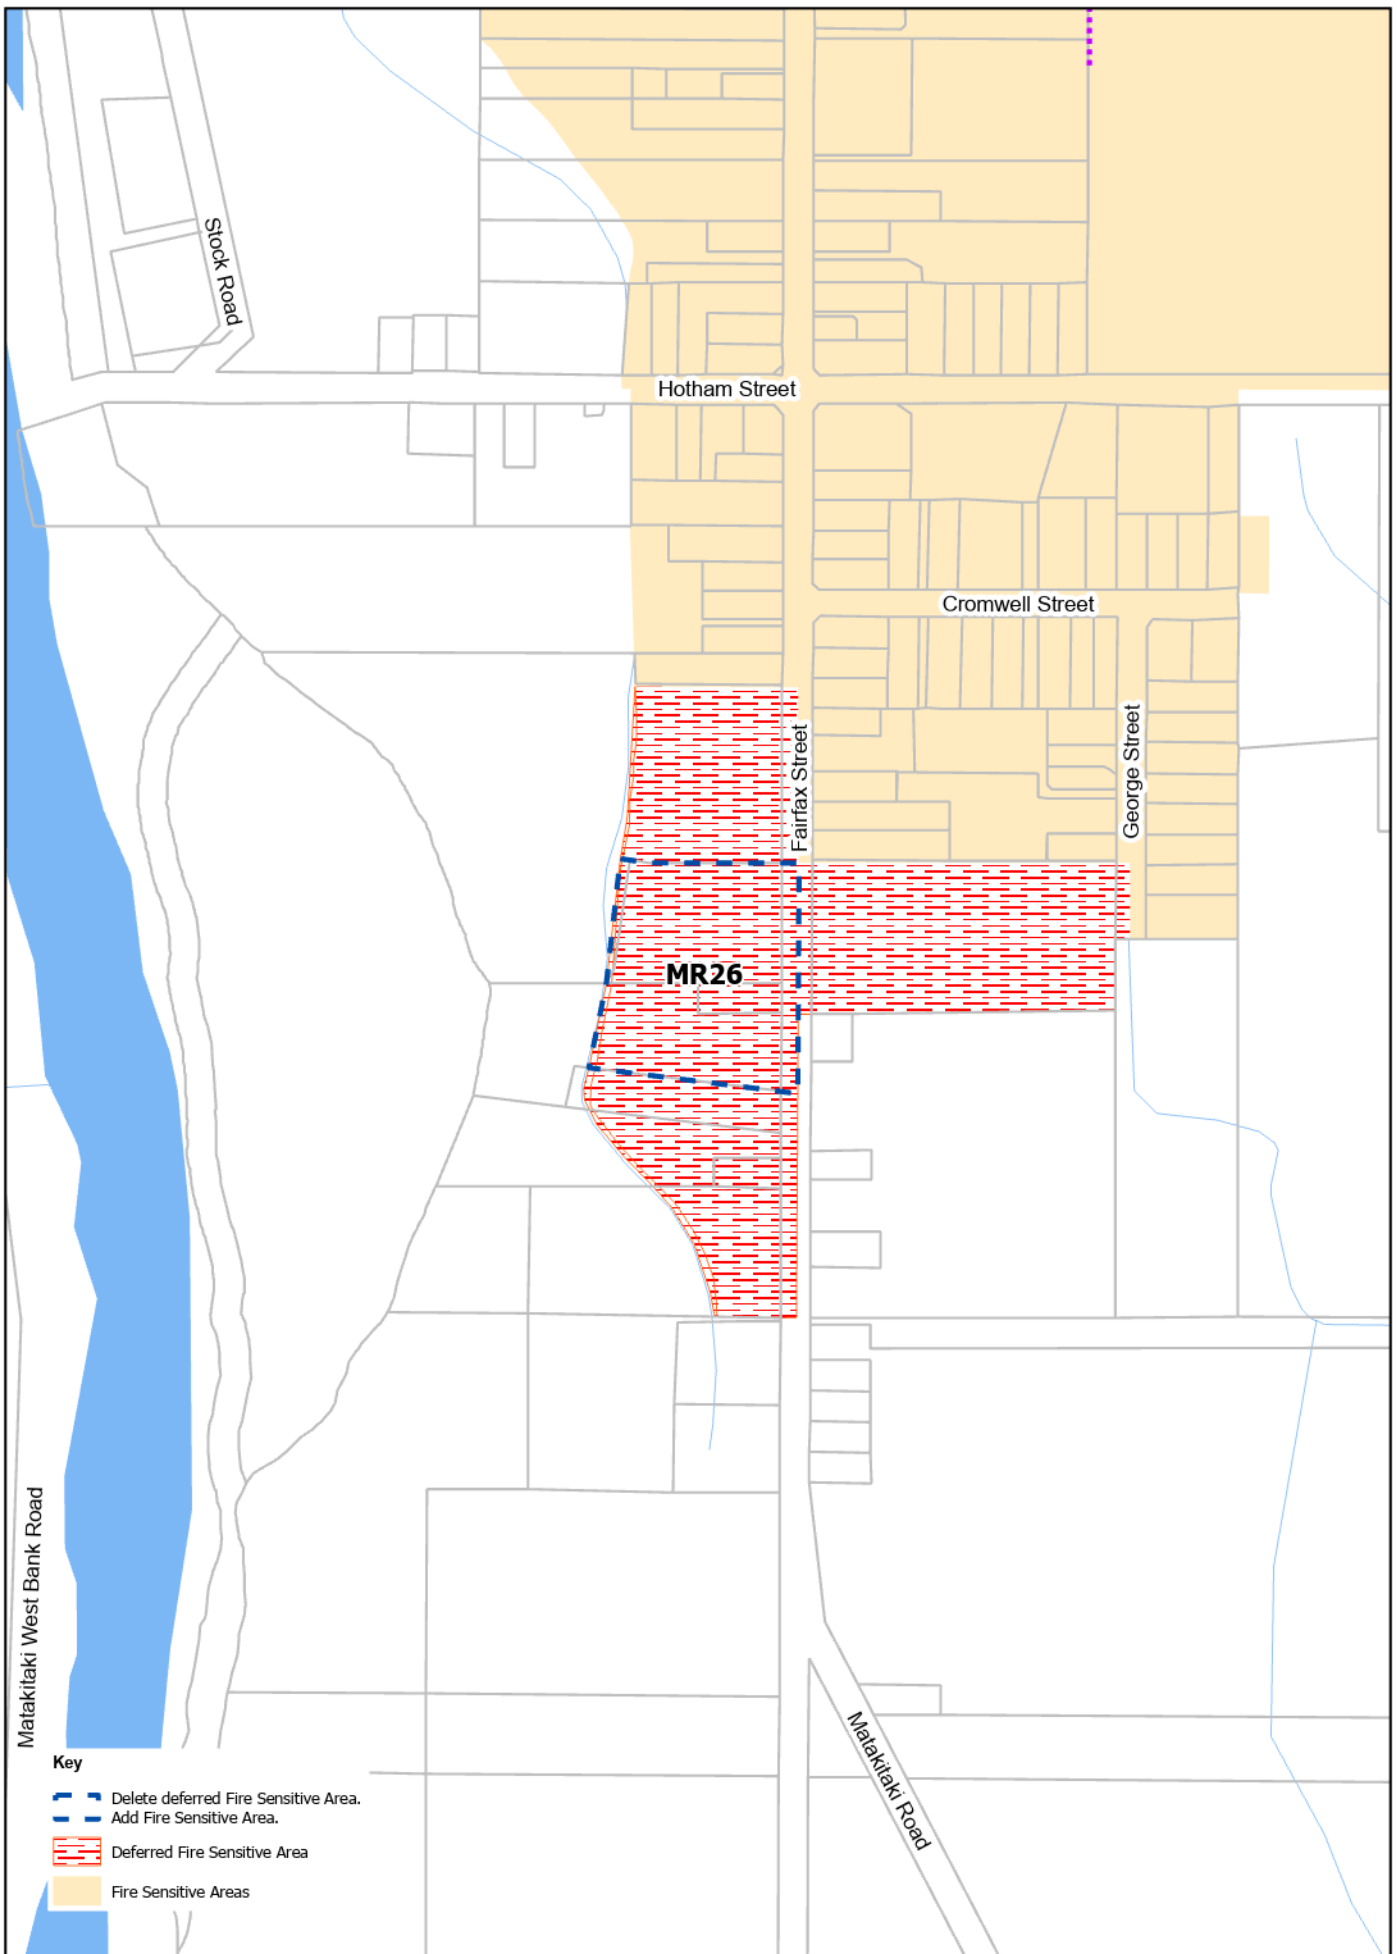 Stock Road
Hotham Street
Cromwell Street
Fairfax Street
George Street
MR26
Matakitaki West Bank Road
Matakitaki Road
Key
Delete deferred Fire Sensitive Area.
Add Fire Sensitive Area.
Deferred Fire Sensitive Area
Fire Sensitive Areas